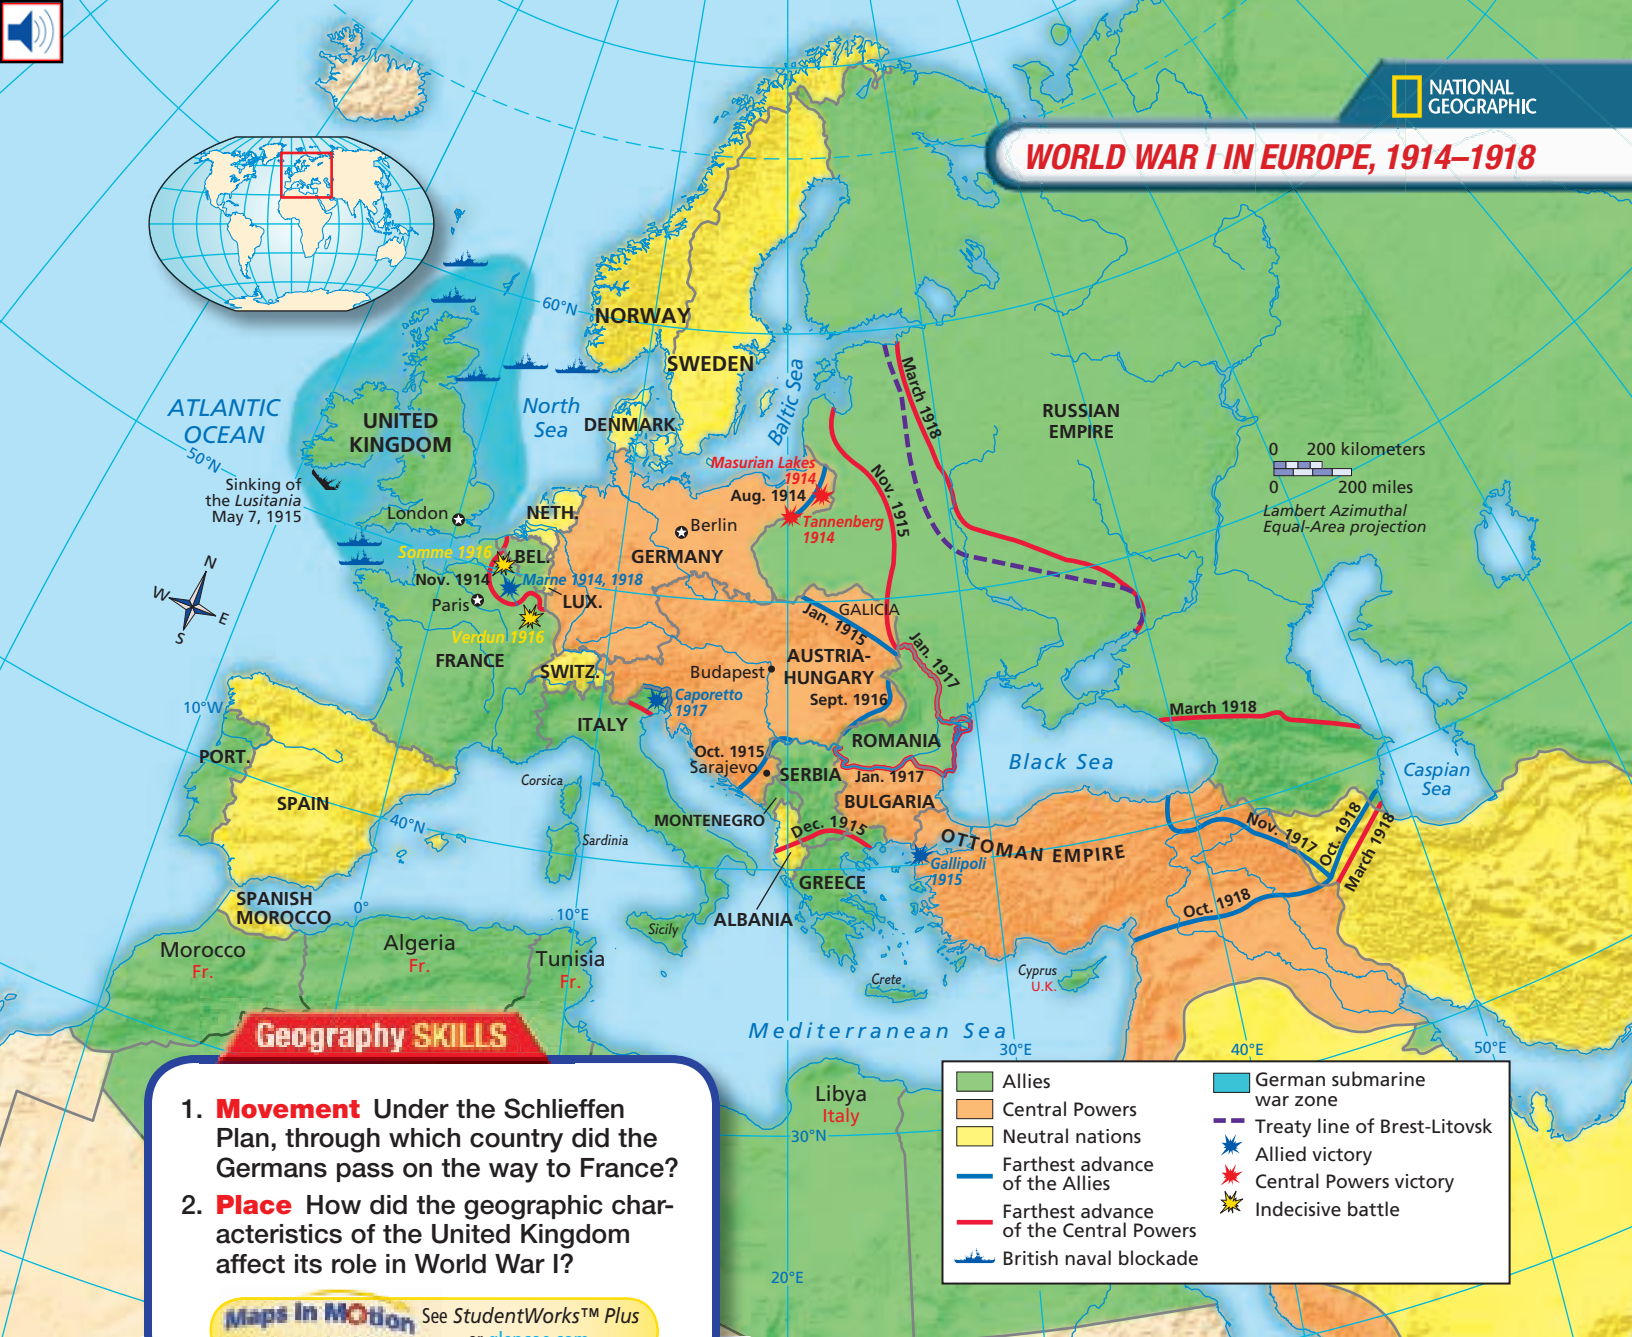 NATIONAL
GEOGRAPHIC
WORLD WAR I IN EUROPE, 1914–1918
60°N
NORWAY
SWEDEN
ATLANTIC
OCEAN
UNITED
KINGDOM
North
Sea
DENMARK
Baltic Sea
March 1918
RUSSIAN
EMPIRE
0 200 kilometers
0 200 miles
Lambert Azimuthal
Equal-Area projection
50°N
Sinking of
the Lusitania
May 7, 1915
London
NETH.
Masurian Lakes
1914
Aug. 1914
Tannenberg
1914
Nov. 1915
Berlin
GERMANY
Somme 1916
BEL.
Nov. 1914
Marne 1914, 1918
Paris
LUX.
Verdun 1916
FRANCE
N
W
E
S
GALICIA
Jan. 1915
AUSTRIA-
HUNGARY
Budapest
Sept. 1916
Jan. 1917
SWITZ.
Caporetto
1917
ITALY
10°W
PORT.
SPAIN
Corsica
Sardinia
40°N
Oct. 1915
Sarajevo
SERBIA
ROMANIA
Jan. 1917
BULGARIA
MONTENEGRO
Dec. 1915
Black Sea
March 1918
Caspian
Sea
OTTOMAN EMPIRE
Gallipoli
1915
Nov. 1917
Oct. 1918
March 1918
Oct. 1918
GREECE
ALBANIA
SPANISH
MOROCCO
0°
10°E
Sicily
Morocco
Fr.
Algeria
Fr.
Tunisia
Fr.
Crete
Cyprus
U.K.
Mediterranean Sea
30°E
40°E
50°E
Libya
Italy
30°N
20°E
Geography SKILLS
1. Movement Under the Schlieffen
Plan, through which country did the
Germans pass on the way to France?
2. Place How did the geographic char-
acteristics of the United Kingdom
affect its role in World War I?
Maps In MOtion See StudentWorks™ Plus
or glencoe.com
Allies
Central Powers
Neutral nations
Farthest advance
of the Allies
Farthest advance
of the Central Powers
British naval blockade
German submarine
war zone
Treaty line of Brest-Litovsk
Allied victory
Central Powers victory
Indecisive battle